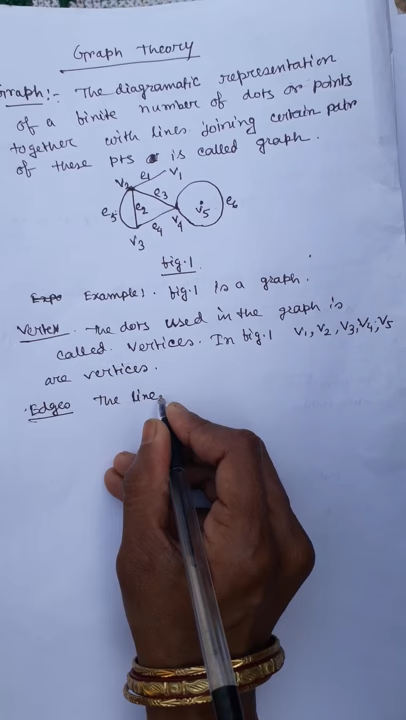 Graph Theory
Graph:- The diagramatic representation
of a binite number of dots or points
together with lines joining certain pair
of these pts is called graph.
e1 v1
v2 e3
e5 e2 v5 e6
e4 v4
v3
fig.1
Example:. fig.1 is a graph.
Vertex. The dots used in the graph is
called vertices. In fig.1 v1, v2, v3, v4, v5
are vertices.
Edges The line